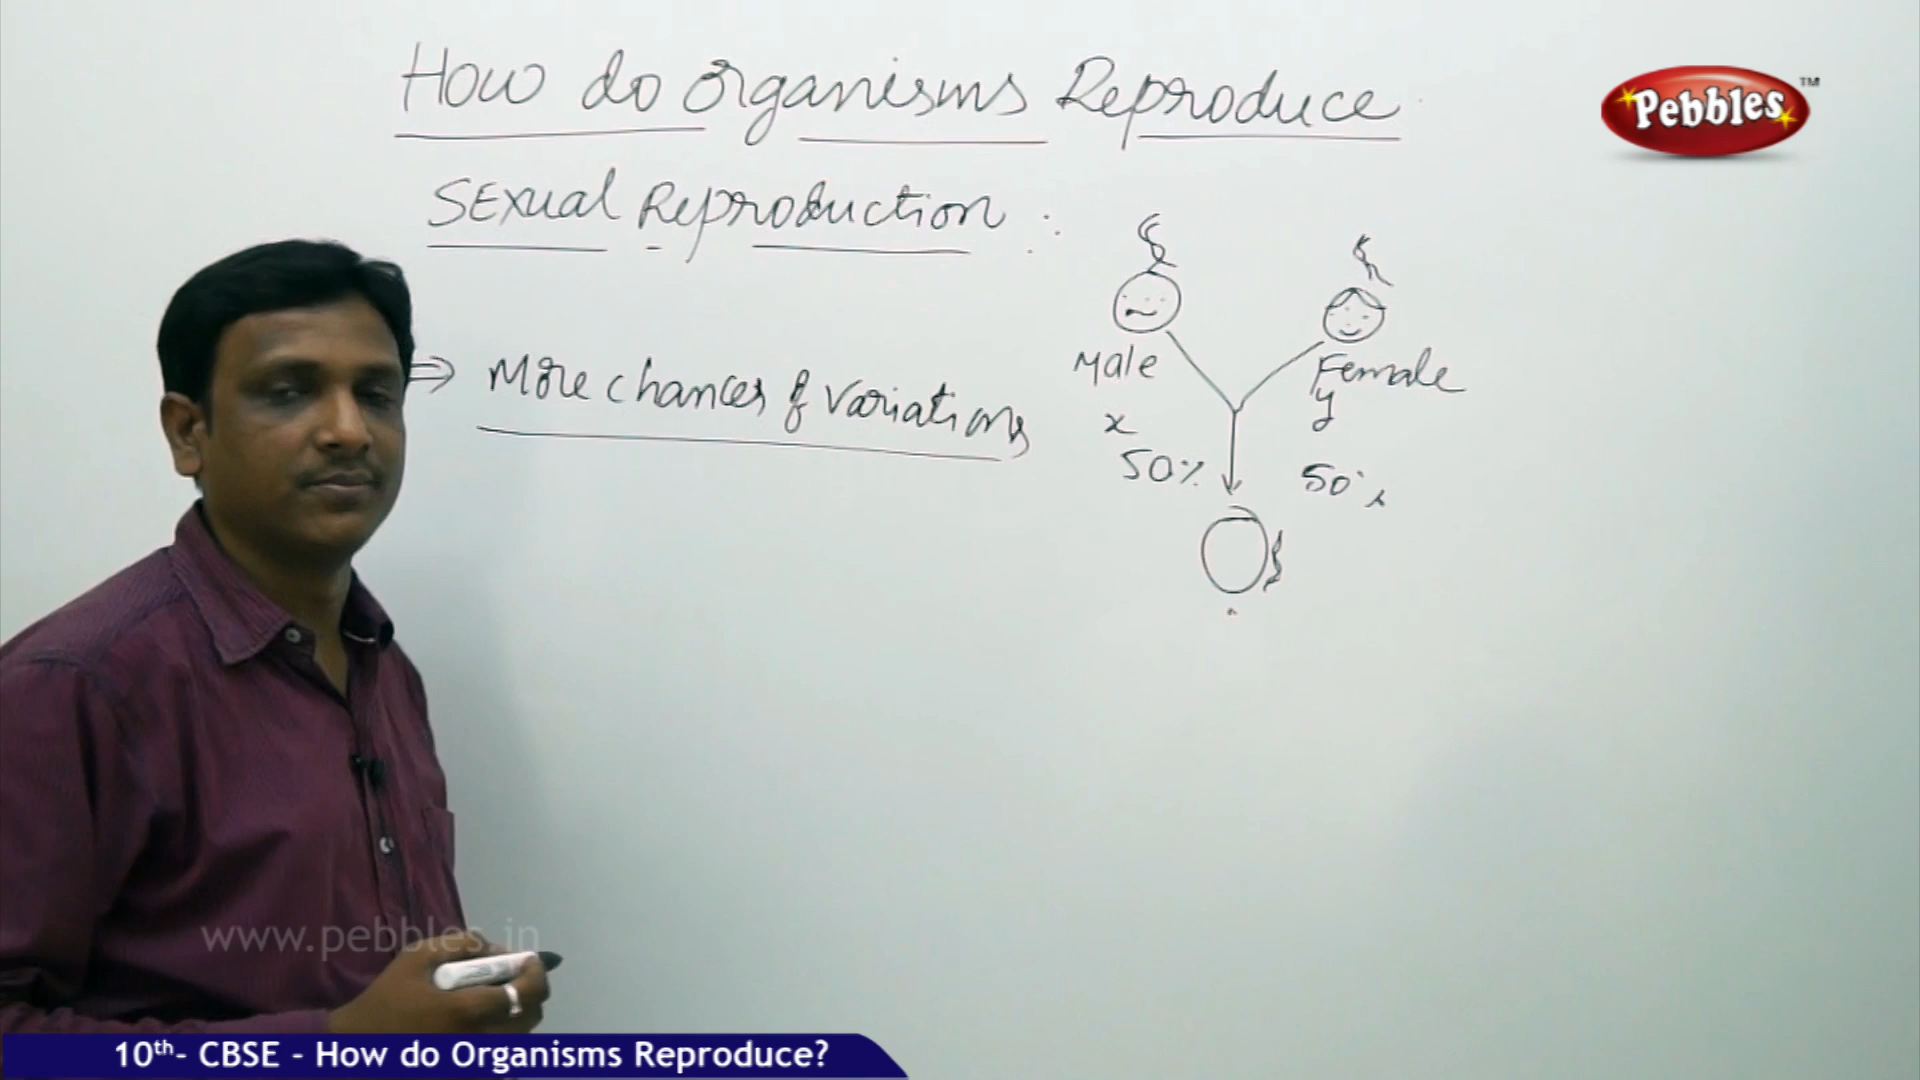 How do Organisms Reproduce
Pebbles™
SExual Reproduction :
⇒ More chances of variations
Male
Female
x
y
50%
50%
www.pebbles.in
10th- CBSE - How do Organisms Reproduce?